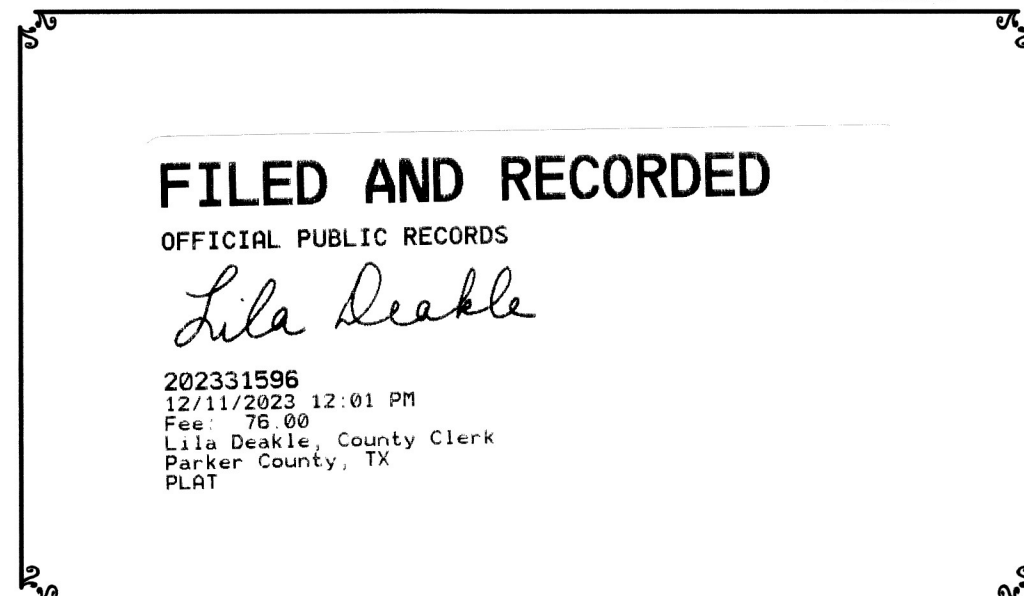 FILED AND RECORDED
OFFICIAL PUBLIC RECORDS
Lila Deakle
202331596
12/11/2023 12:01 PM
Fee: 76.00
Lila Deakle, County Clerk
Parker County, TX
PLAT